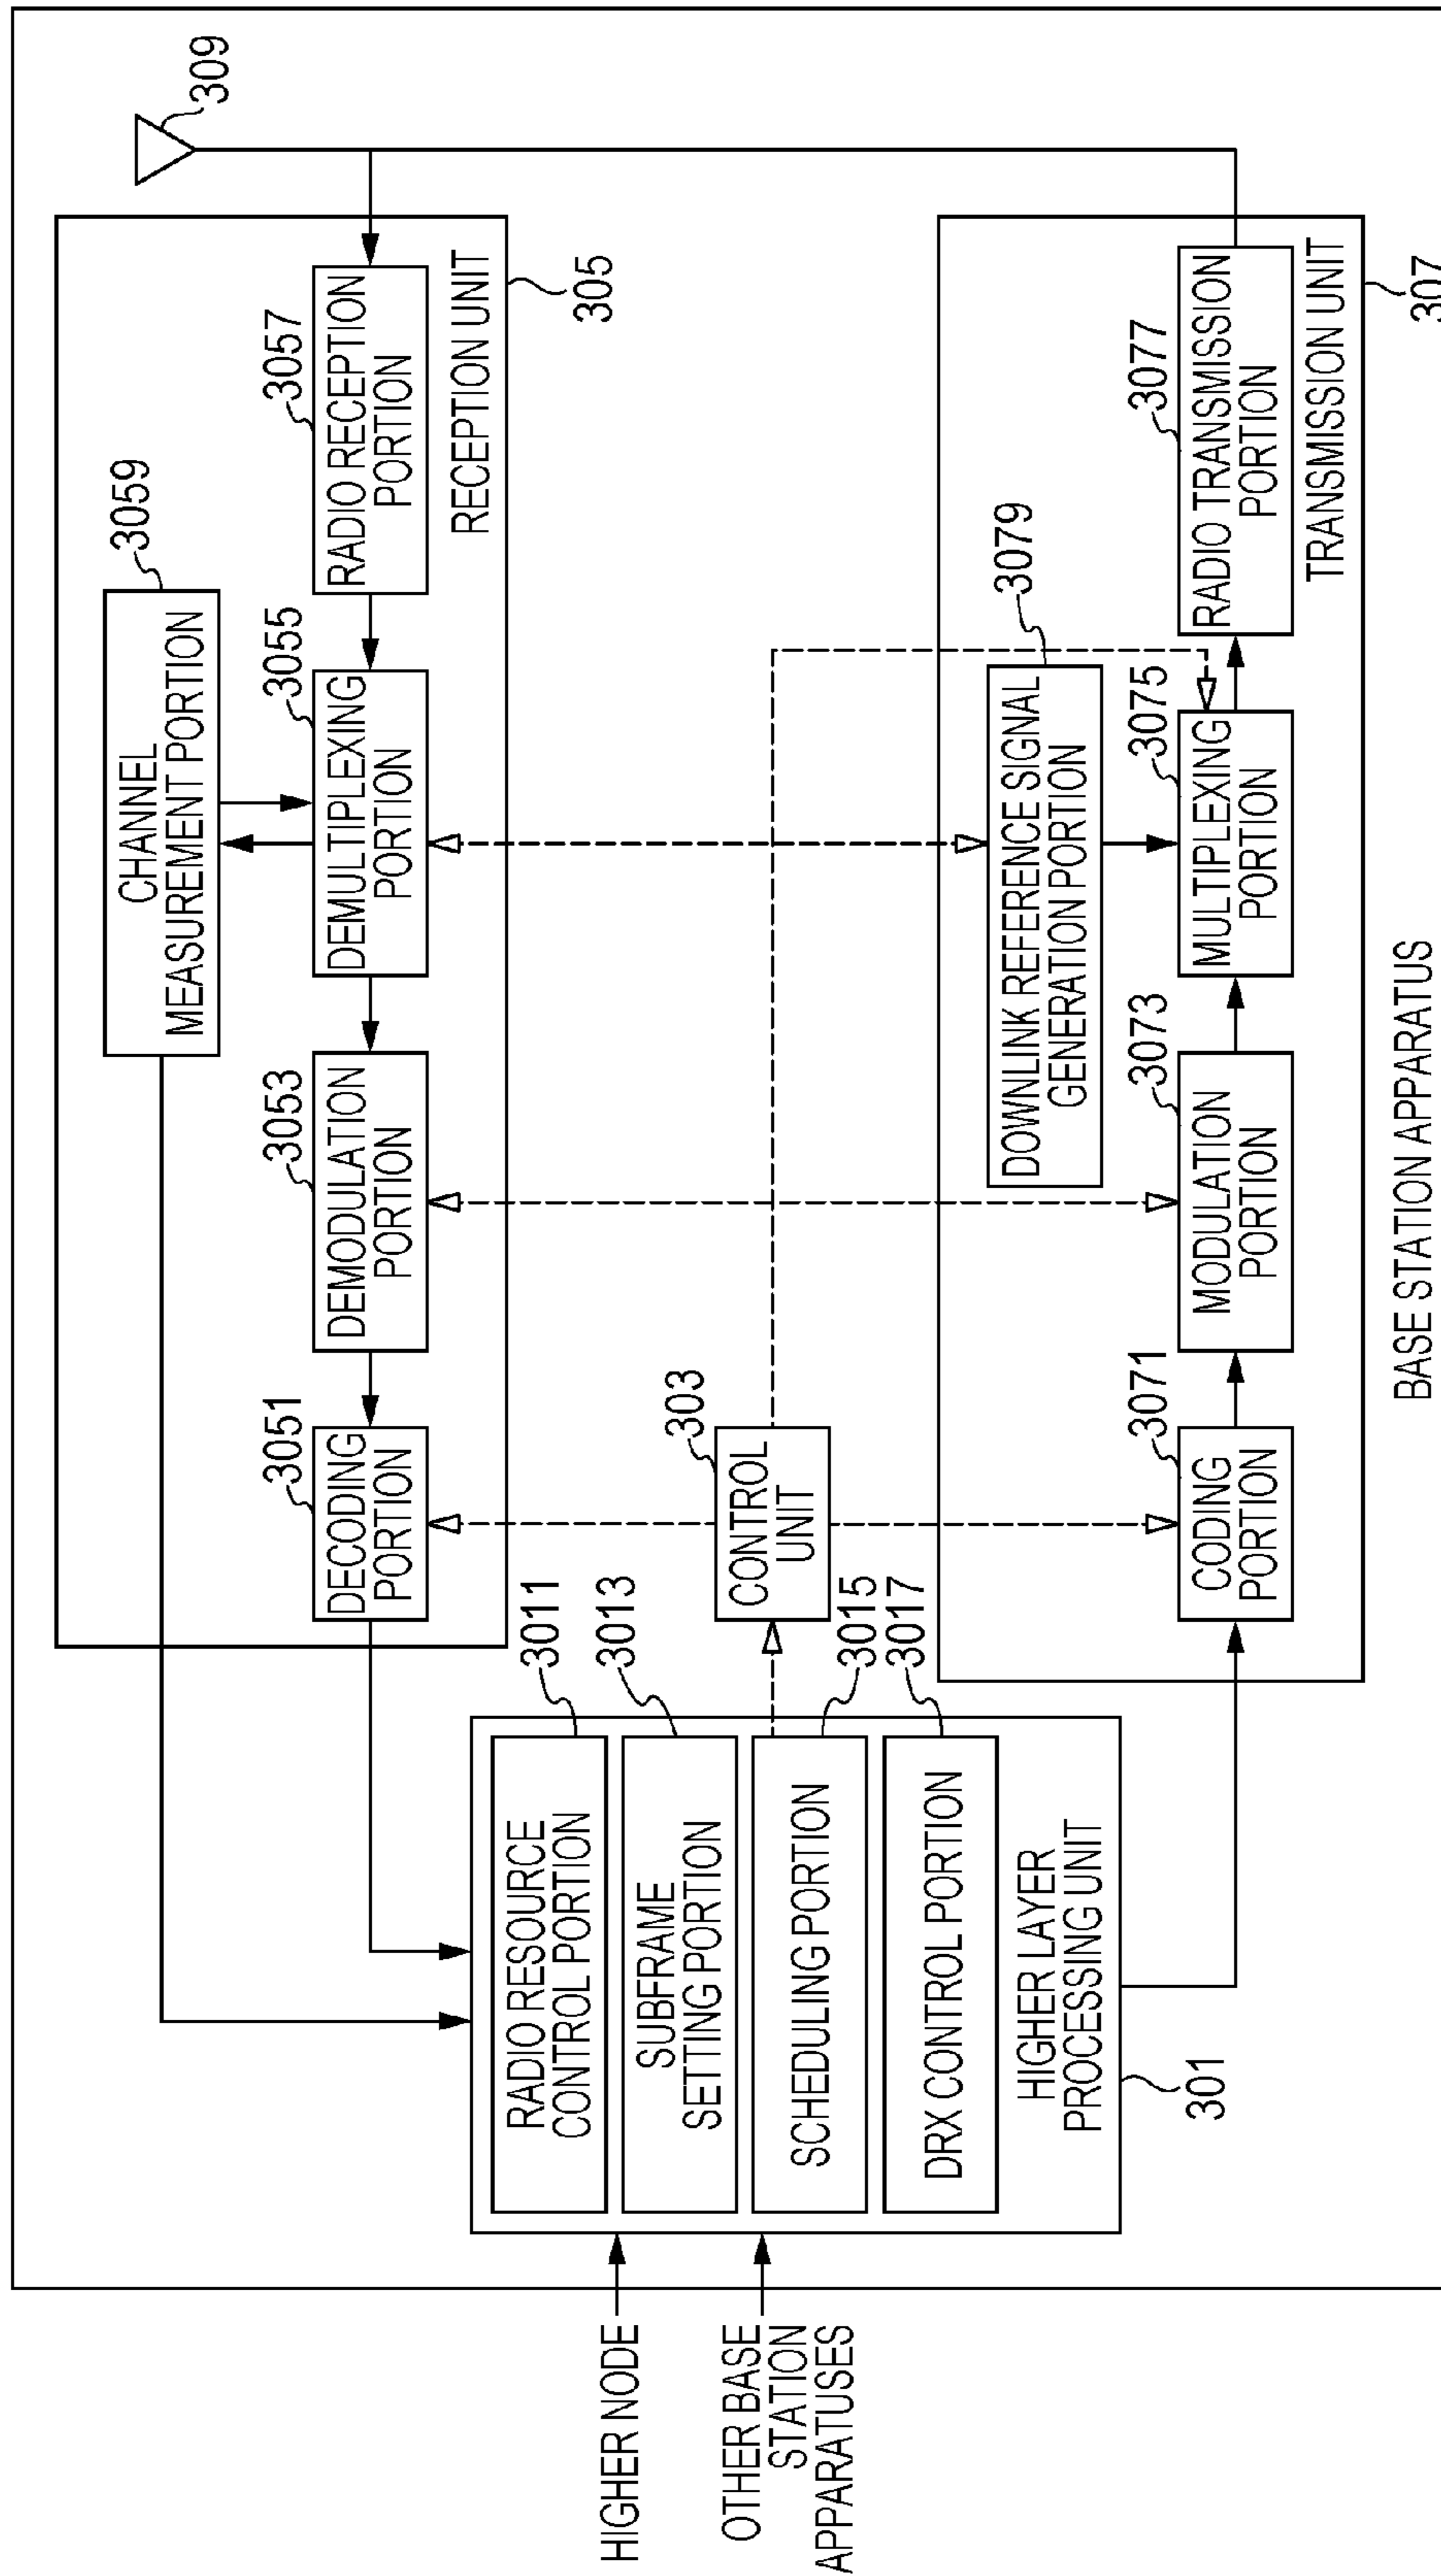 HIGHER NODE
OTHER BASE
STATION
APPARATUSES
RADIO RESOURCE
CONTROL PORTION
3011
SUBFRAME
SETTING PORTION
3013
SCHEDULING PORTION
3015
DRX CONTROL PORTION
3017
HIGHER LAYER
PROCESSING UNIT
301
CONTROL
UNIT
303
CHANNEL
MEASUREMENT PORTION
3059
DECODING
PORTION
3051
DEMODULATION
PORTION
3053
DEMULTIPLEXING
PORTION
3055
RADIO RECEPTION
PORTION
3057
RECEPTION UNIT
305
309
DOWNLINK REFERENCE SIGNAL
GENERATION PORTION
3079
CODING
PORTION
3071
MODULATION
PORTION
3073
MULTIPLEXING
PORTION
3075
RADIO TRANSMISSION
PORTION
3077
TRANSMISSION UNIT
307
BASE STATION APPARATUS